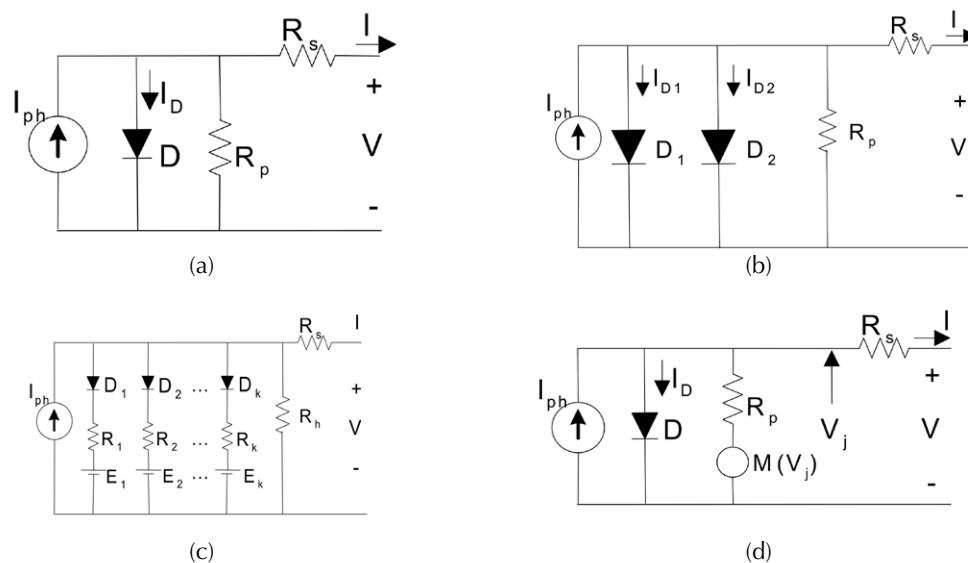 R_s I
I_ph I_D + D R_p V -
(a)
R_s I
I_ph I_D1 I_D2 + D_1 D_2 R_p V -
(b)
R_s I
I_ph D_1 D_2 ... D_k + R_1 R_2 ... R_k R_h V - E_1 E_2 ... E_k
(c)
R_s I
I_ph I_D + D R_p V_j V M(V_j) -
(d)